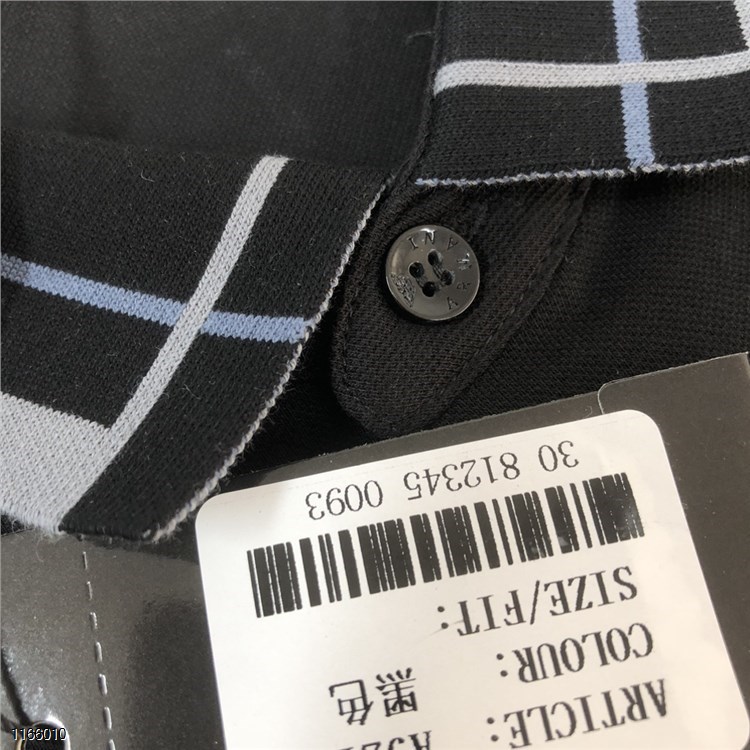 ARTICLE:
COLOUR: 黑色
SIZE/FIT:
30 812345 0093
1166010